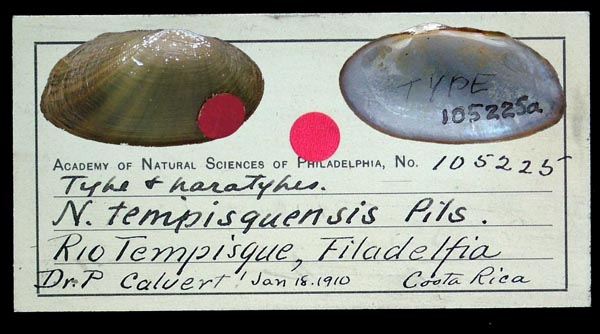 TYPE
105225a
ACADEMY OF NATURAL SCIENCES OF PHILADELPHIA, NO. 105225
Type & paratypes.
N. tempisquensis Pils.
Rio Tempisque, Filadelfia
Dr. P Calvert! Jan 18. 1910 Costa Rica